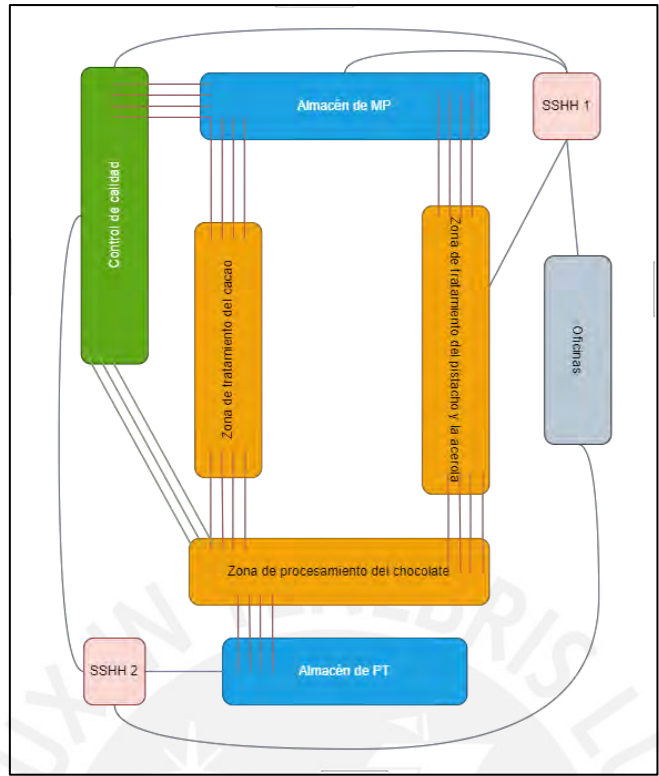 Almacén de MP
SSHH 1
Control de calidad
Zona de tratamiento del cacao
Zona de tratamiento del pistacho y la acerola
Oficinas
Zona de procesamiento del chocolate
SSHH 2
Almacén de PT